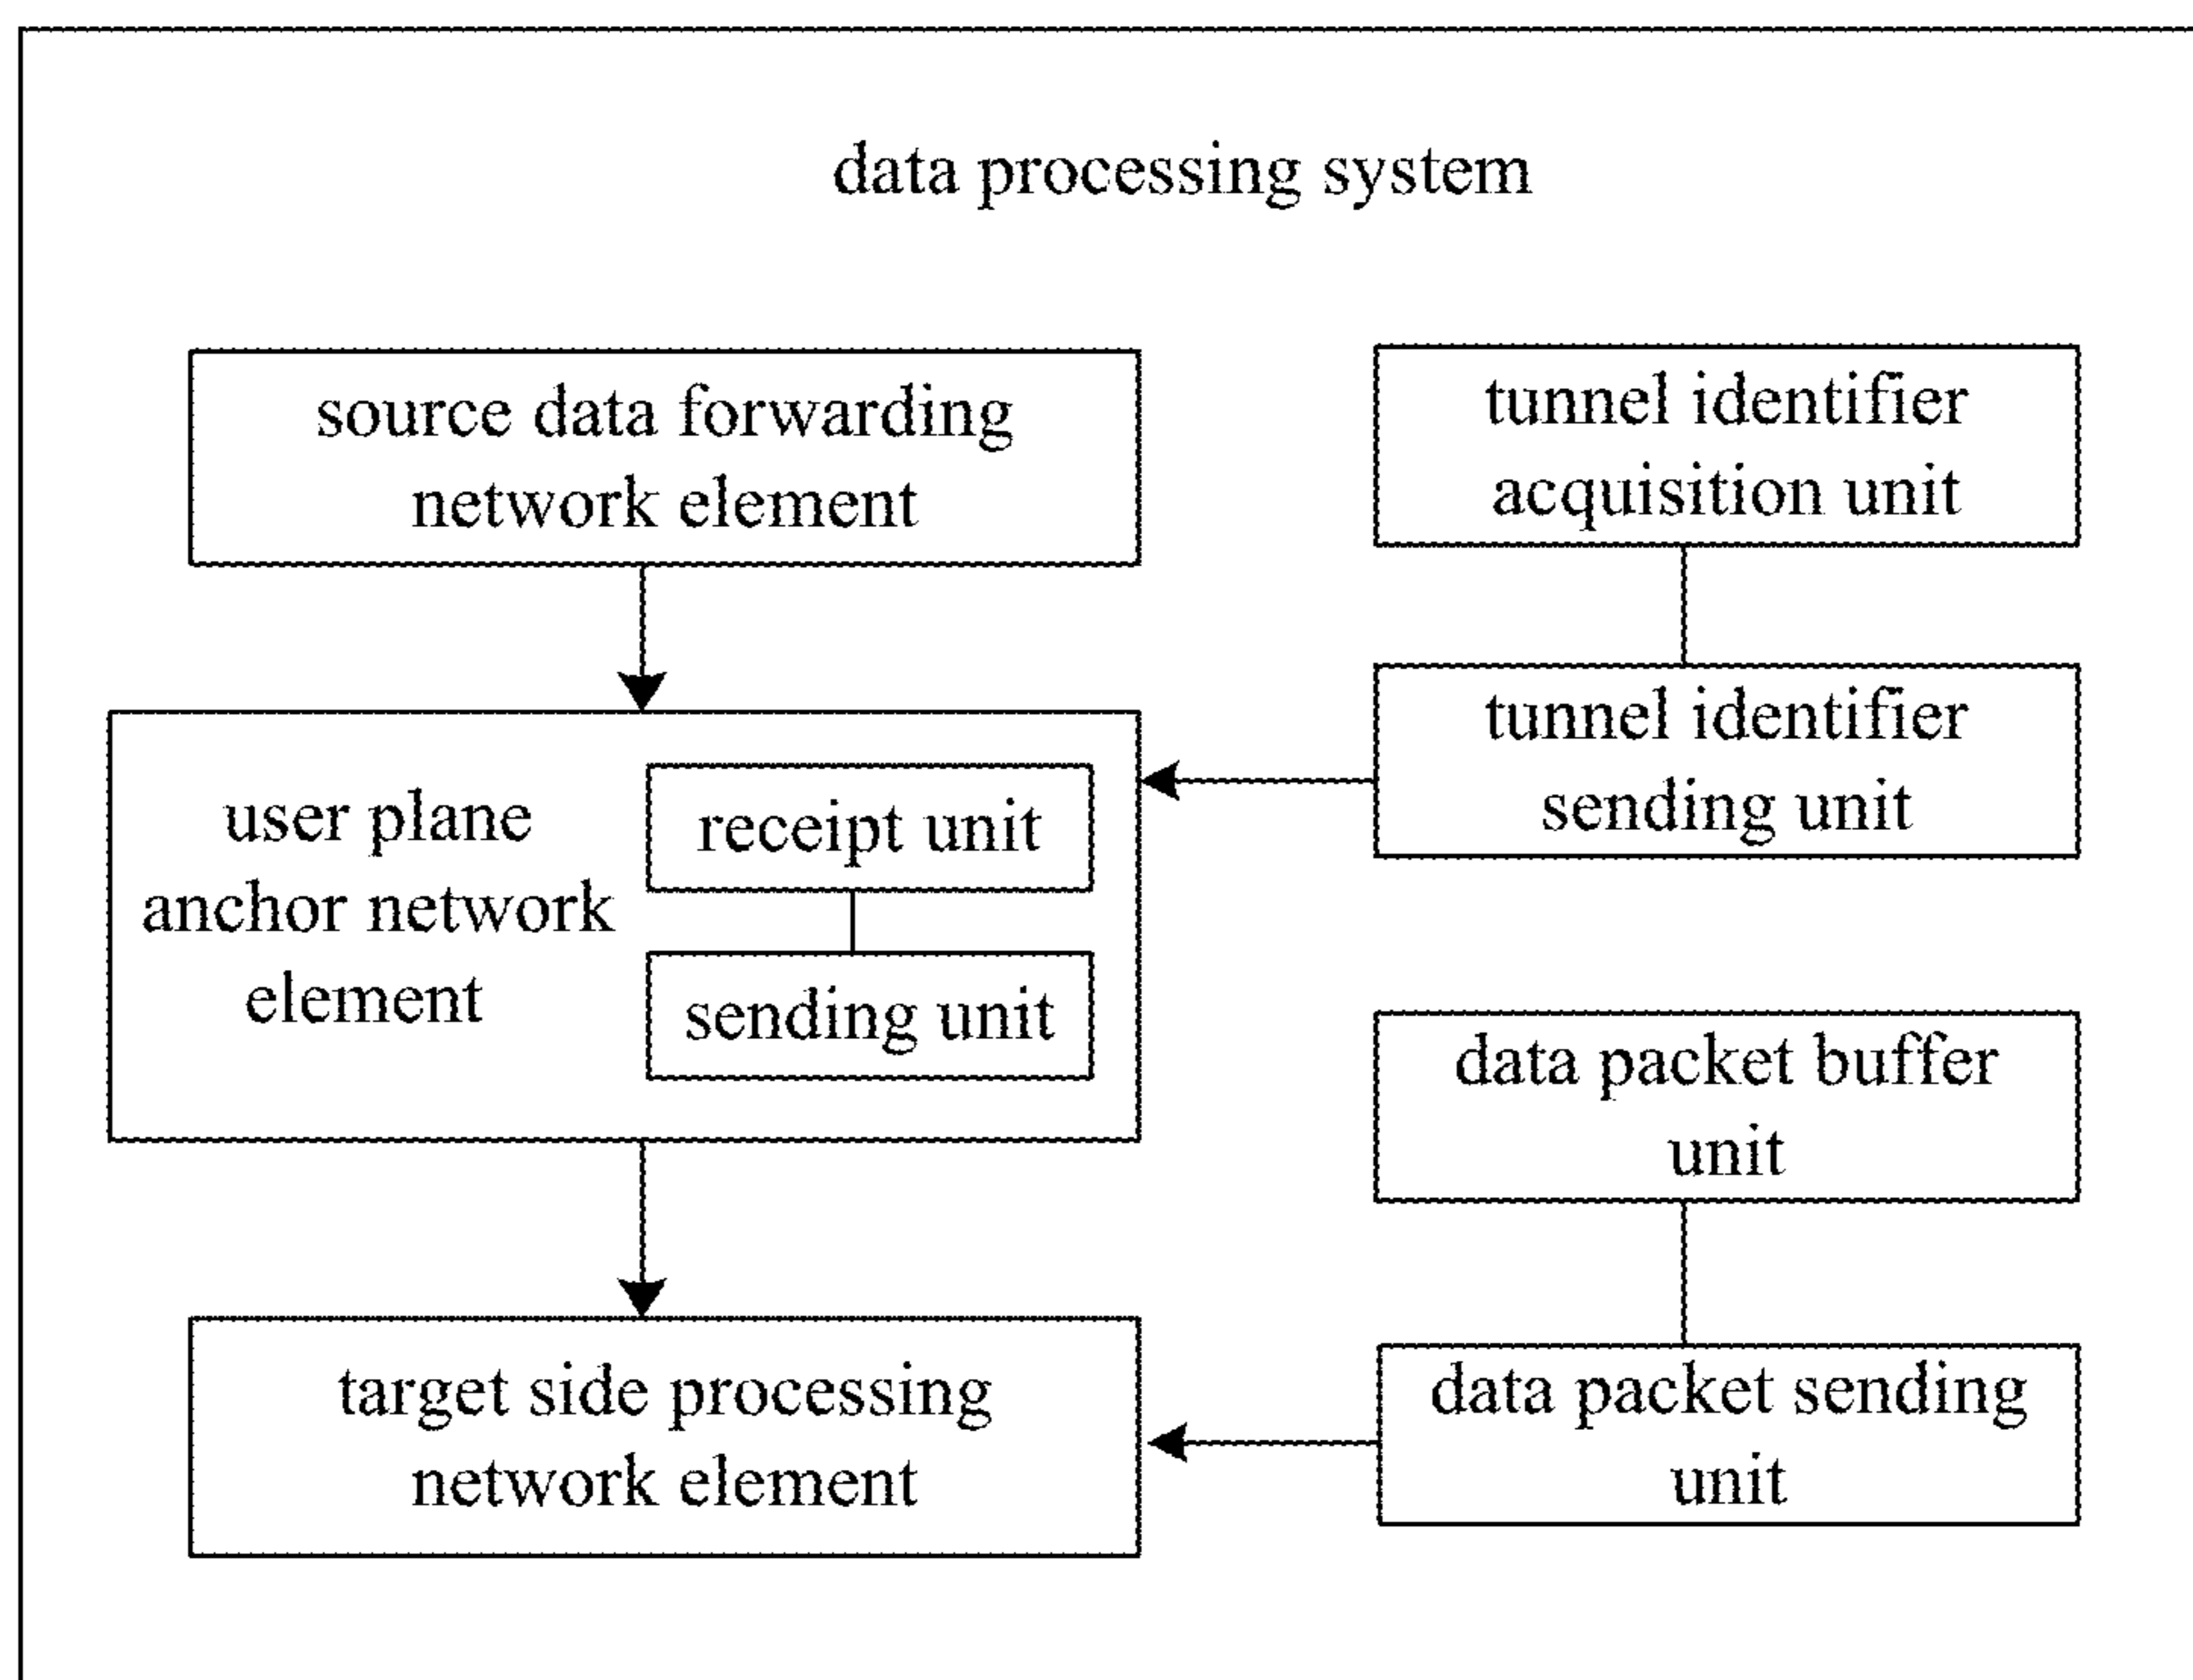 data processing system
source data forwarding
network element
tunnel identifier
acquisition unit
user plane
anchor network
element
receipt unit
sending unit
tunnel identifier
sending unit
data packet buffer
unit
target side processing
network element
data packet sending
unit